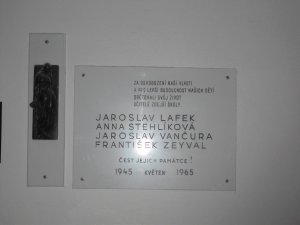 ZA OSVOBOZENÍ NAŠÍ VLASTI
A PRO LEPŠÍ BUDOUCNOST NAŠICH DĚTÍ
OBĚTOVALI SVŮJ ŽIVOT
UČITELÉ ZDEJŠÍ ŠKOLY
JAROSLAV LAFEK
ANNA STEHLÍKOVÁ
JAROSLAV VANČURA
FRANTIŠEK ZEYVAL
ČEST JEJICH PAMÁTCE!
1945 KVĚTEN 1965